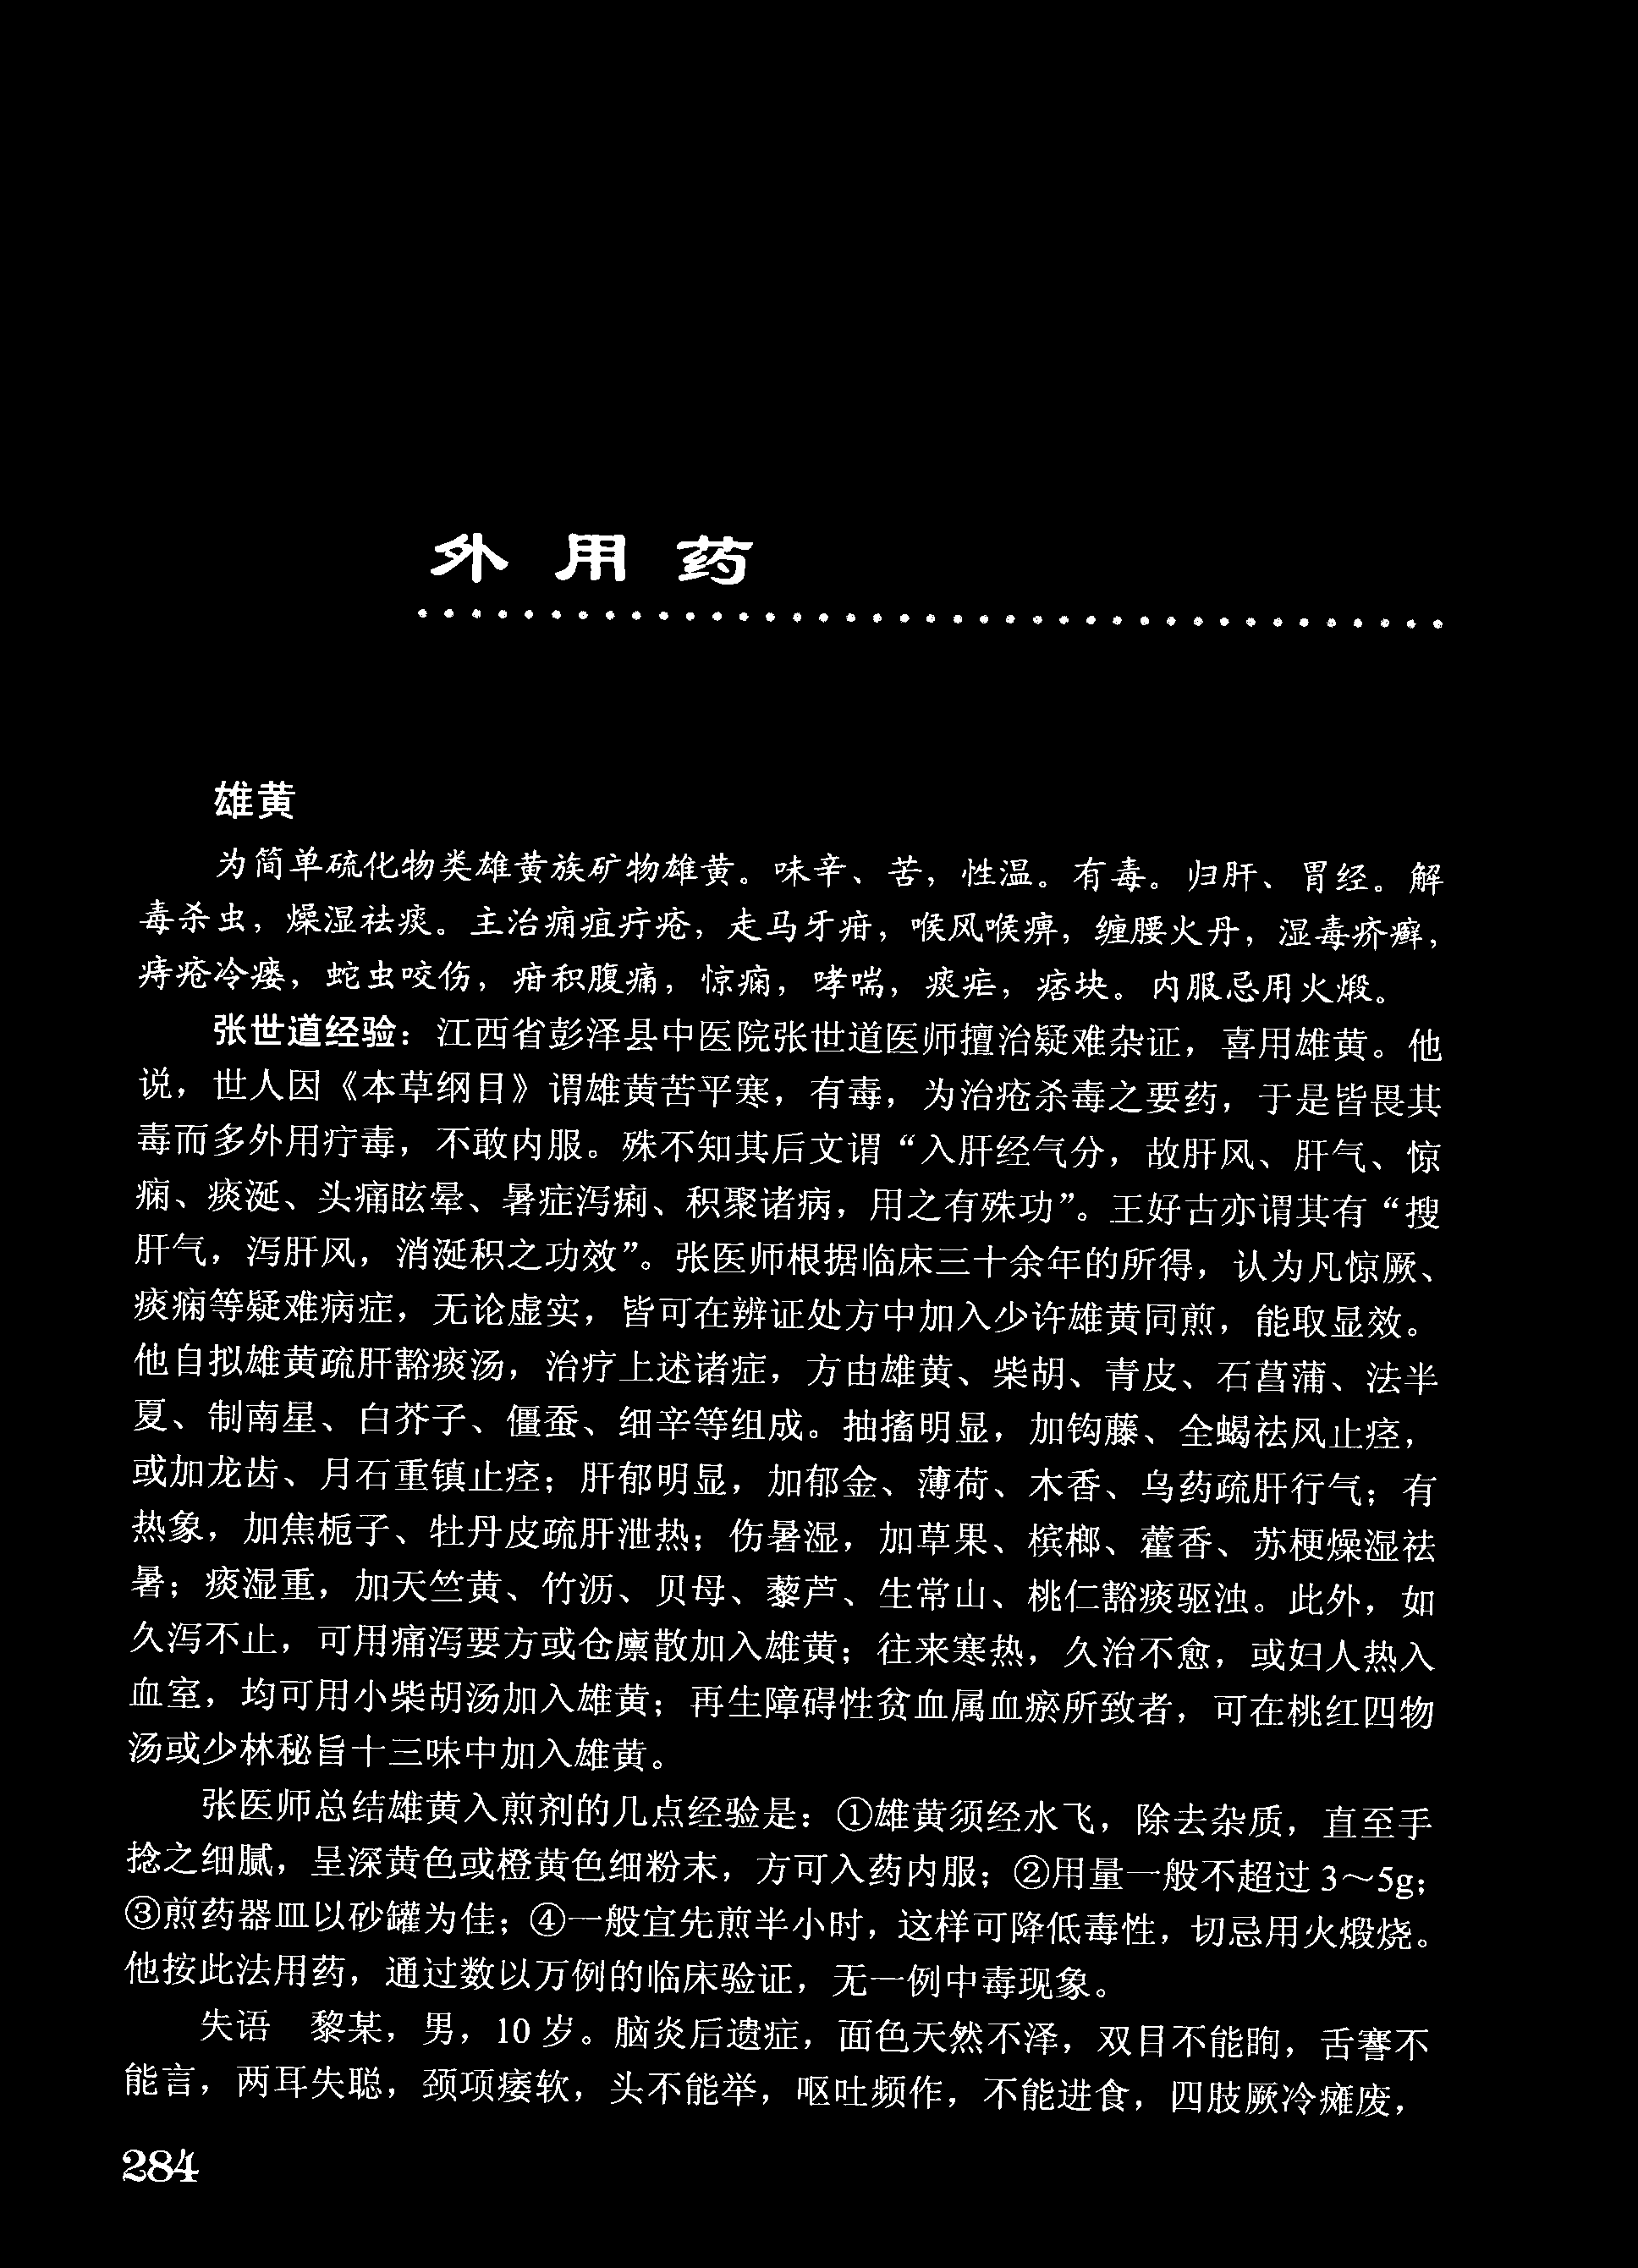 外用药
雄黄
为简单硫化物类雄黄族矿物雄黄。味辛、苦，性温。有毒。归肝、胃经。解
毒杀虫，燥湿祛痰。主治痈疽疔疮，走马牙疳，喉风喉痹，缠腰火丹，湿毒疥癣，
痔疮冷瘘，蛇虫咬伤，疳积腹痛，惊痫，哮喘，痰疟，痞块。内服忌用火煅。
张世道经验：江西省彭泽县中医院张世道医师擅治疑难杂证，喜用雄黄。他
说，世人因《本草纲目》谓雄黄苦平寒，有毒，为治疮杀毒之要药，于是皆畏其
毒而多外用疗毒，不敢内服。殊不知其后文谓“入肝经气分，故肝风、肝气、惊
痫、痰涎、头痛眩晕、暑症泻痢、积聚诸病，用之有殊功”。王好古亦谓其有“搜
肝气，泻肝风，消涎积之功效”。张医师根据临床三十余年的所得，认为凡惊厥、
痰痫等疑难病症，无论虚实，皆可在辨证处方中加入少许雄黄同煎，能取显效。
他自拟雄黄疏肝豁痰汤，治疗上述诸症，方由雄黄、柴胡、青皮、石菖蒲、法半
夏、制南星、白芥子、僵蚕、细辛等组成。抽搐明显，加钩藤、全蝎祛风止痉，
或加龙齿、月石重镇止痉；肝郁明显，加郁金、薄荷、木香、乌药疏肝行气；有
热象，加焦栀子、牡丹皮疏肝泄热；伤暑湿，加草果、槟榔、藿香、苏梗燥湿祛
暑；痰湿重，加天竺黄、竹沥、贝母、藜芦、生常山、桃仁豁痰驱浊。此外，如
久泻不止，可用痛泻要方或仓廪散加入雄黄；往来寒热，久治不愈，或妇人热入
血室，均可用小柴胡汤加入雄黄；再生障碍性贫血属血瘀所致者，可在桃红四物
汤或少林秘旨十三味中加入雄黄。
张医师总结雄黄入煎剂的几点经验是：①雄黄须经水飞，除去杂质，直至手
捻之细腻，呈深黄色或橙黄色细粉末，方可入药内服；②用量一般不超过 3～5g；
③煎药器皿以砂罐为佳；④一般宜先煎半小时，这样可降低毒性，切忌用火煅烧。
他按此法用药，通过数以万例的临床验证，无一例中毒现象。
失语　黎某，男，10 岁。脑炎后遗症，面色夭然不泽，双目不能眴，舌謇不
能言，两耳失聪，颈项痿软，头不能举，呕吐频作，不能进食，四肢厥冷瘫废，
284